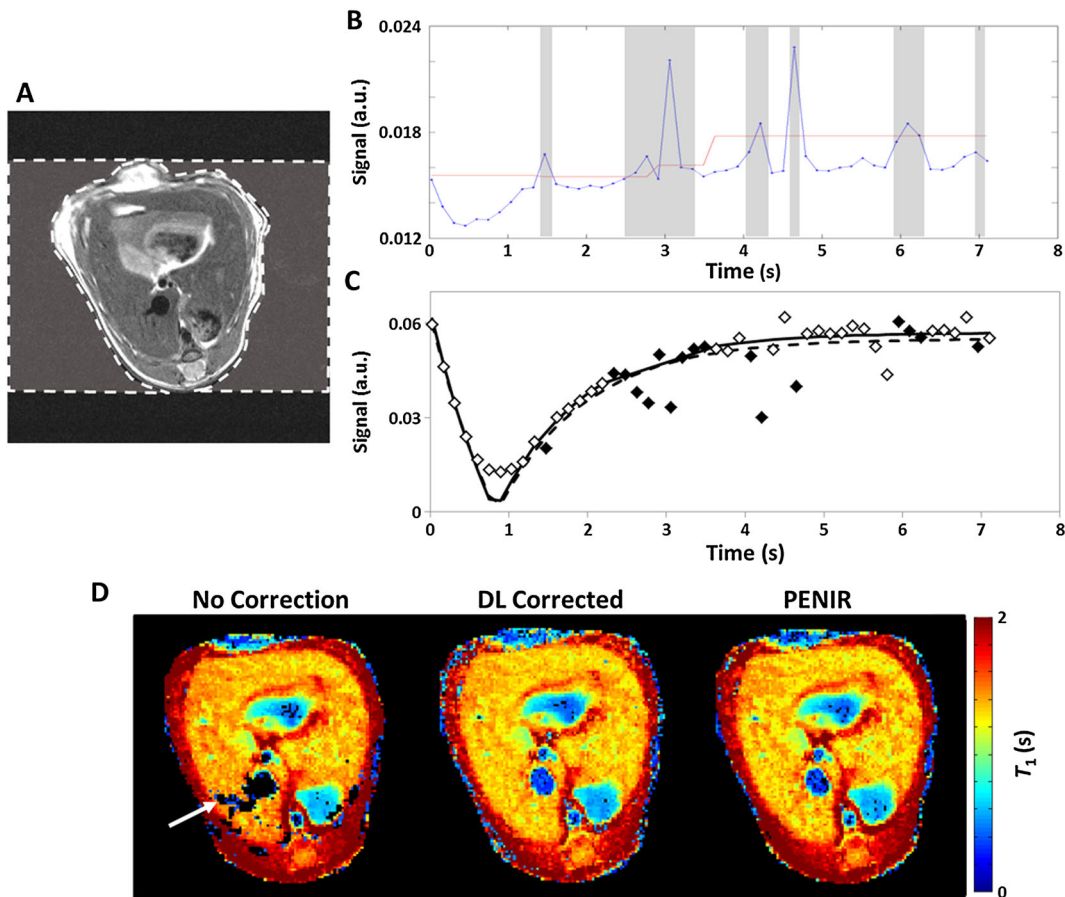 A
B
Signal (a.u.)
0.024
0.018
0.012
0 1 2 3 4 5 6 7 8
Time (s)
C
Signal (a.u.)
0.06
0.03
0
0 1 2 3 4 5 6 7 8
Time (s)
D
No Correction
DL Corrected
PENIR
2
T1 (s)
0